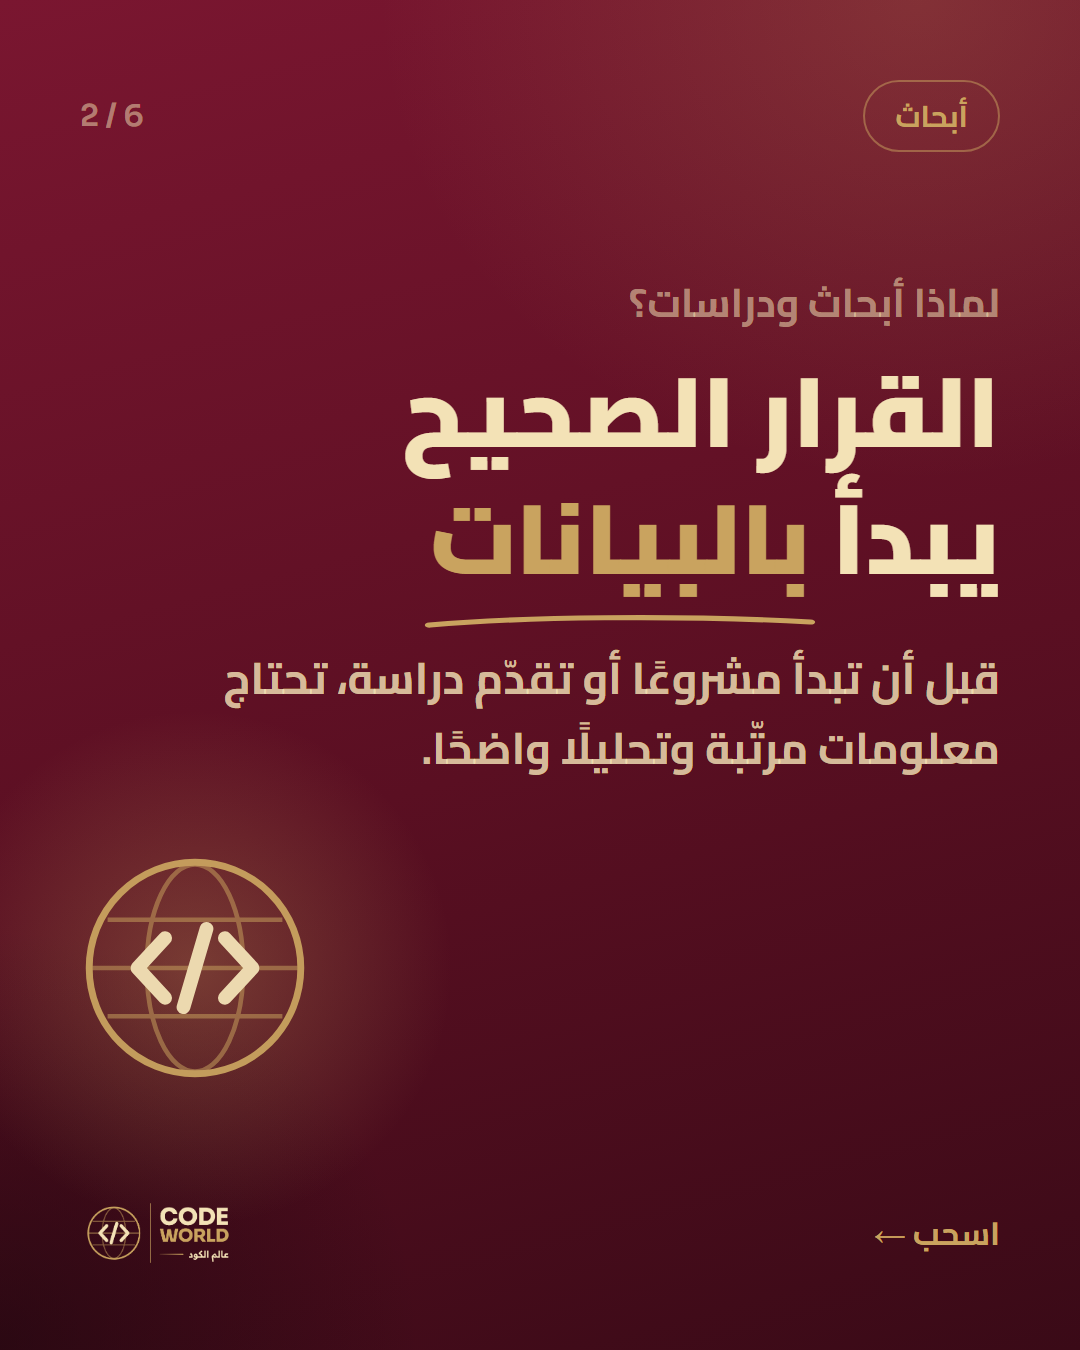 أبحاث
2/6
لماذا أبحاث ودراسات؟
القرار الصحيح
يبدأ بالبيانات
قبل أن تبدأ مشروعًا أو تقدّم دراسة، تحتاج
معلومات مرتّبة وتحليلًا واضحًا.
</>
اسحب ←
</>
CODE
WORLD
عالم الكود